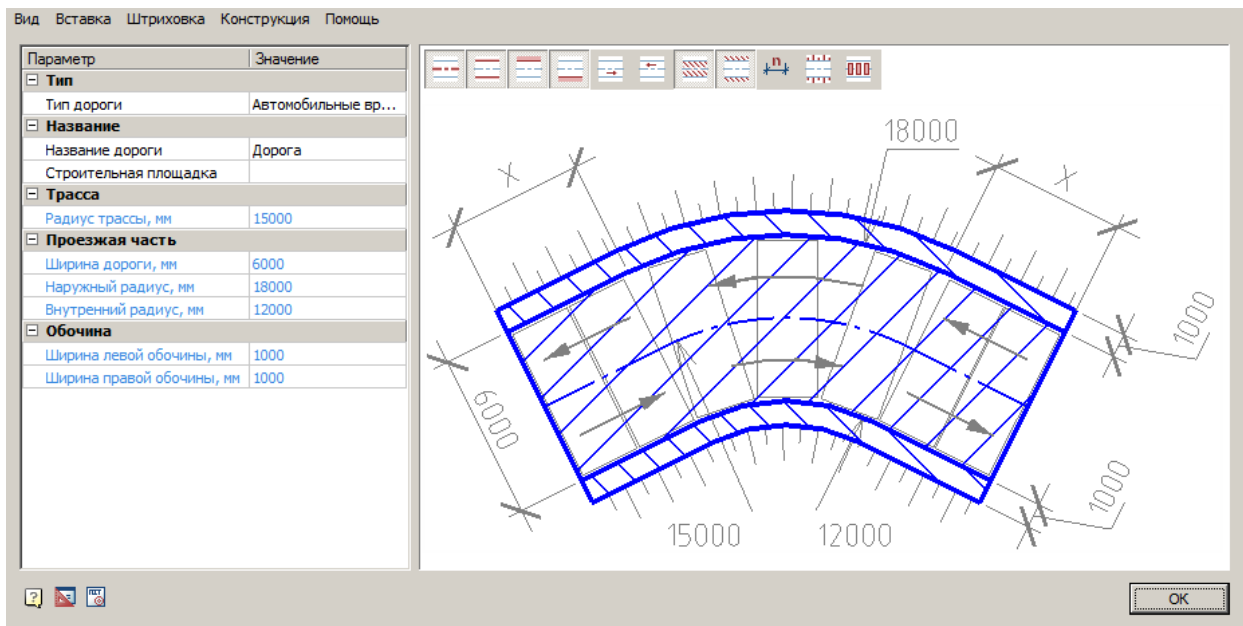 Вид Вставка Штриховка Конструкция Помощь
Параметр Значение
Тип
Тип дороги Автомобильные вр...
Название
Название дороги Дорога
Строительная площадка
Трасса
Радиус трассы, мм 15000
Проезжая часть
Ширина дороги, мм 6000
Наружный радиус, мм 18000
Внутренний радиус, мм 12000
Обочина
Ширина левой обочины, мм 1000
Ширина правой обочины, мм 1000
n
18000
X X
1000
6000
1000
15000 12000
OK